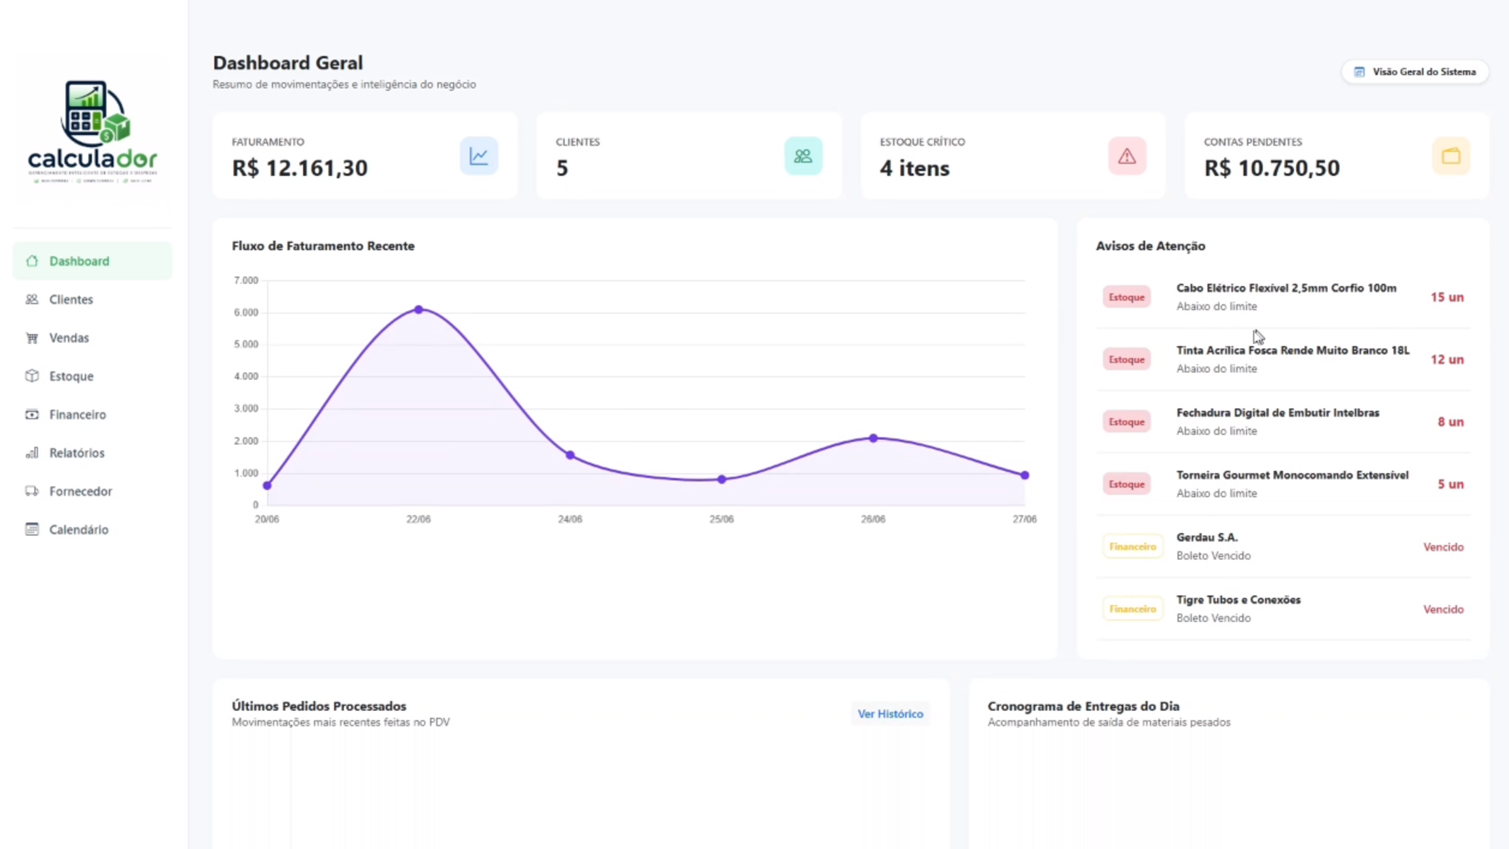 calculador
Dashboard
Clientes
Vendas
Estoque
Financeiro
Relatórios
Fornecedor
Calendário
Dashboard Geral
Resumo de movimentações e inteligência do negócio
Visão Geral do Sistema
FATURAMENTO
R$ 12.161,30
CLIENTES
5
ESTOQUE CRÍTICO
4 itens
CONTAS PENDENTES
R$ 10.750,50
Fluxo de Faturamento Recente
7.000
6.000
5.000
4.000
3.000
2.000
1.000
0
20/06 22/06 24/06 25/06 26/06 27/06
Avisos de Atenção
Estoque Cabo Elétrico Flexível 2,5mm Corfio 100m 15 un
Abaixo do limite
Estoque Tinta Acrílica Fosca Rende Muito Branco 18L 12 un
Abaixo do limite
Estoque Fechadura Digital de Embutir Intelbras 8 un
Abaixo do limite
Estoque Torneira Gourmet Monocomando Extensível 5 un
Abaixo do limite
Financeiro Gerdau S.A. Vencido
Boleto Vencido
Financeiro Tigre Tubos e Conexões Vencido
Boleto Vencido
Últimos Pedidos Processados
Movimentações mais recentes feitas no PDV
Ver Histórico
Cronograma de Entregas do Dia
Acompanhamento de saída de materiais pesados